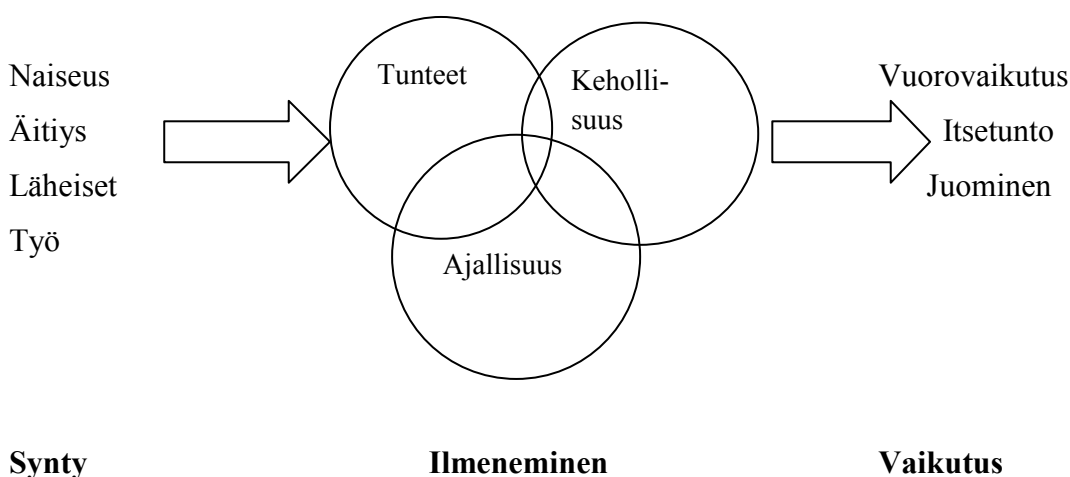 Naiseus
Äitiys
Läheiset
Työ
Tunteet
Keholli-
suus
Ajallisuus
Vuorovaikutus
Itsetunto
Juominen
Synty
Ilmeneminen
Vaikutus